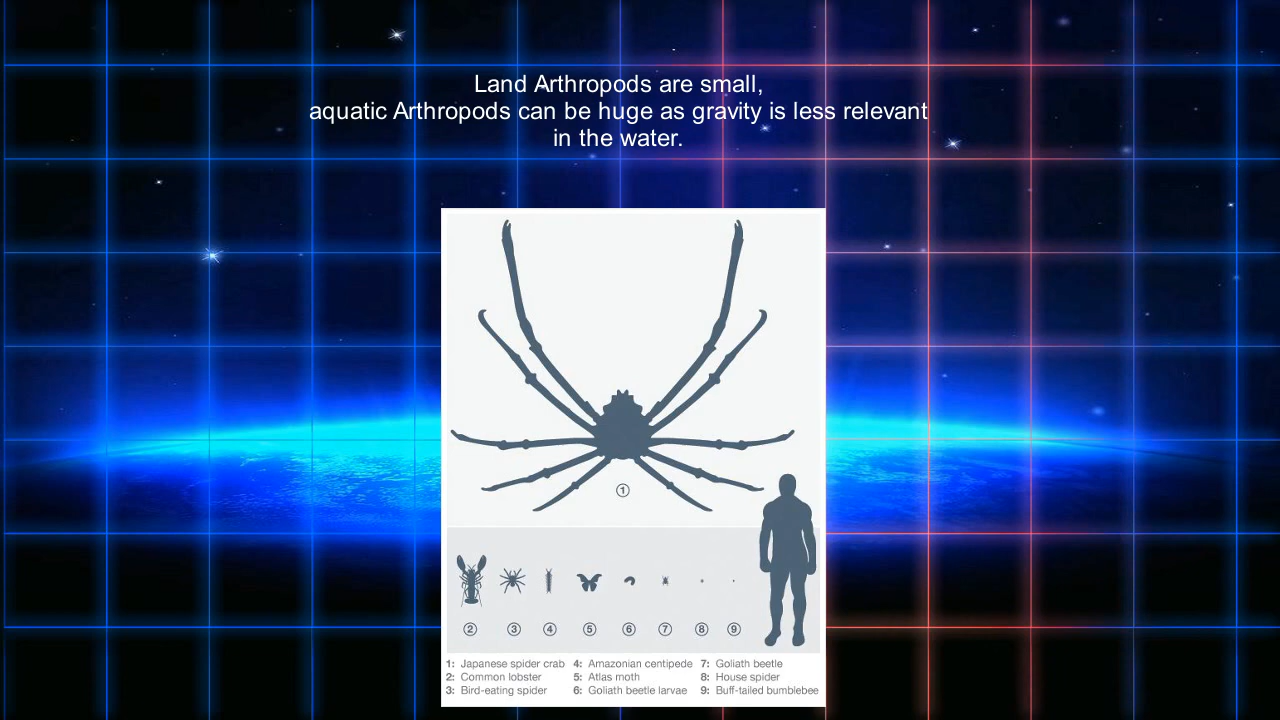 Land Arthropods are small,
aquatic Arthropods can be huge as gravity is less relevant
in the water.
①
② ③ ④ ⑤ ⑥ ⑦ ⑧ ⑨
1: Japanese spider crab 4: Amazonian centipede 7: Goliath beetle
2: Common lobster 5: Atlas moth 8: House spider
3: Bird-eating spider 6: Goliath beetle larvae 9: Buff-tailed bumblebee